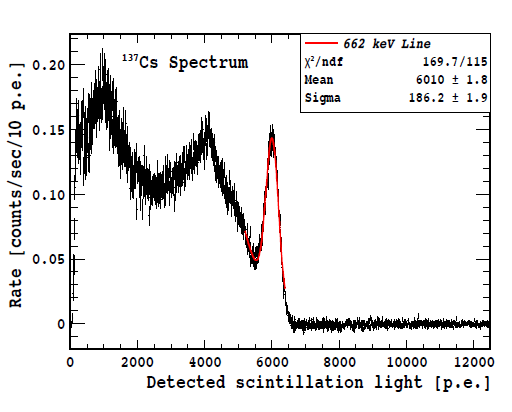 662 keV Line
χ²/ndf 169.7/115
Mean 6010 ± 1.8
Sigma 186.2 ± 1.9
¹³⁷Cs Spectrum
Rate [counts/sec/10 p.e.]
0.20
0.15
0.10
0.05
0
0 2000 4000 6000 8000 10000 12000
Detected scintillation light [p.e.]